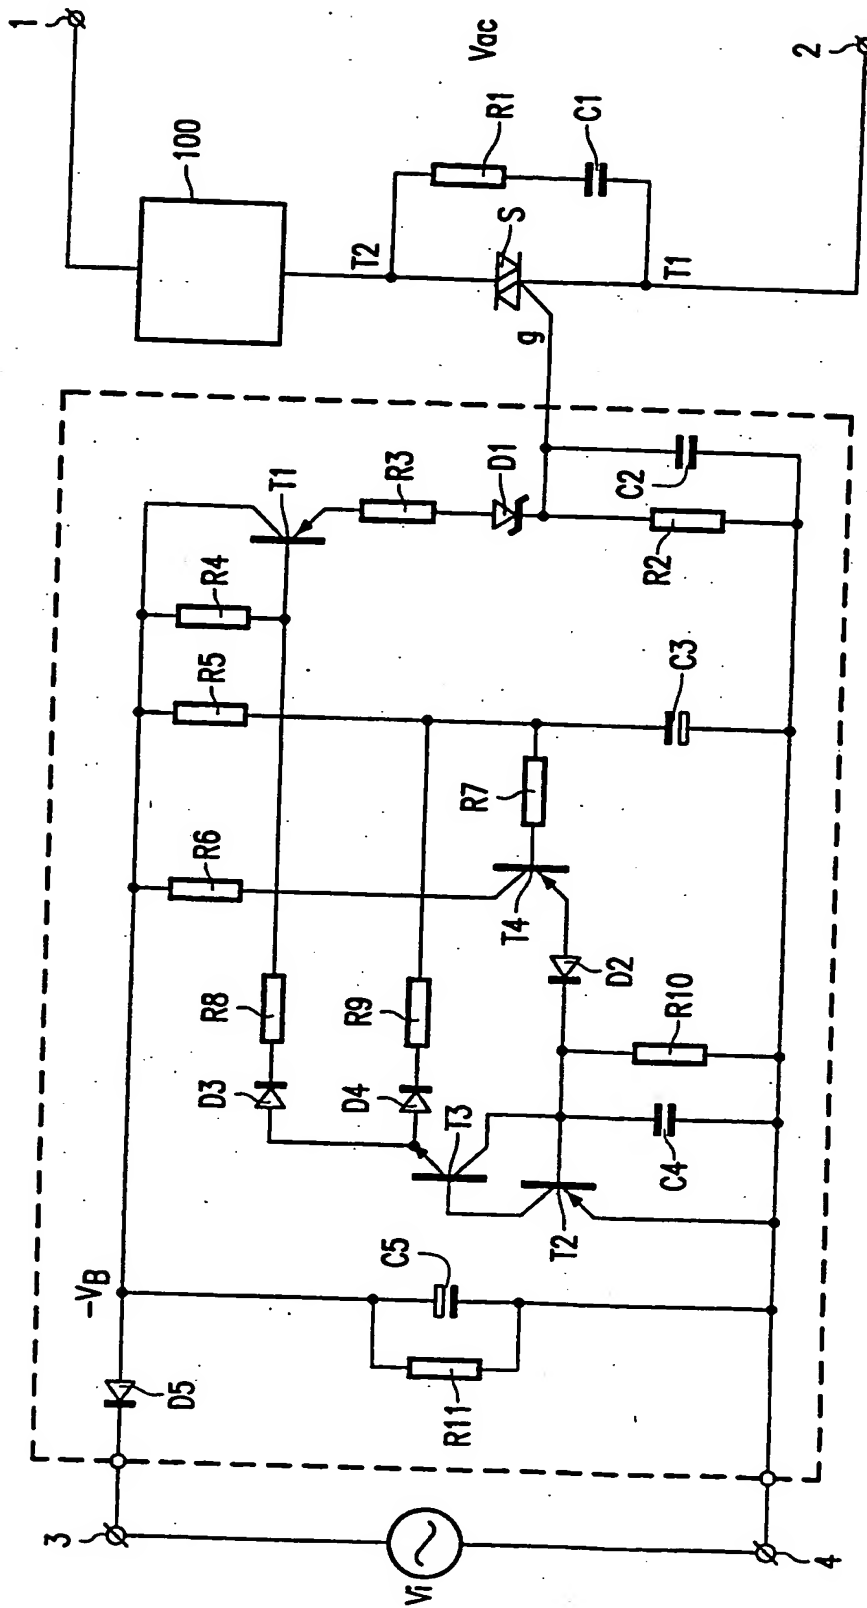 1
Vac
2
100
R1
C1
T2
S
T1
g
T1
R3
D1
C2
R4
R2
R5
C3
R6
R7
T4
D2
R8
R9
R10
D3
D4
T3
C4
T2
-VB
C5
D5
R11
3
Vi
4